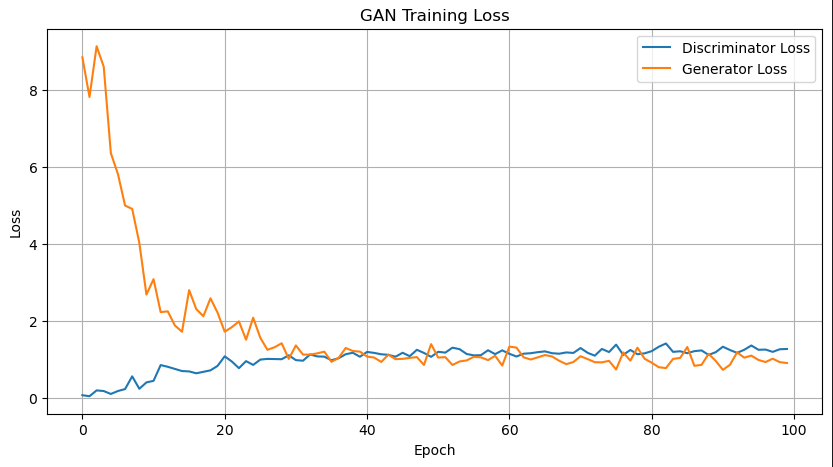 GAN Training Loss
Discriminator Loss
Generator Loss
Loss
8
6
4
2
0
0 20 40 60 80 100
Epoch